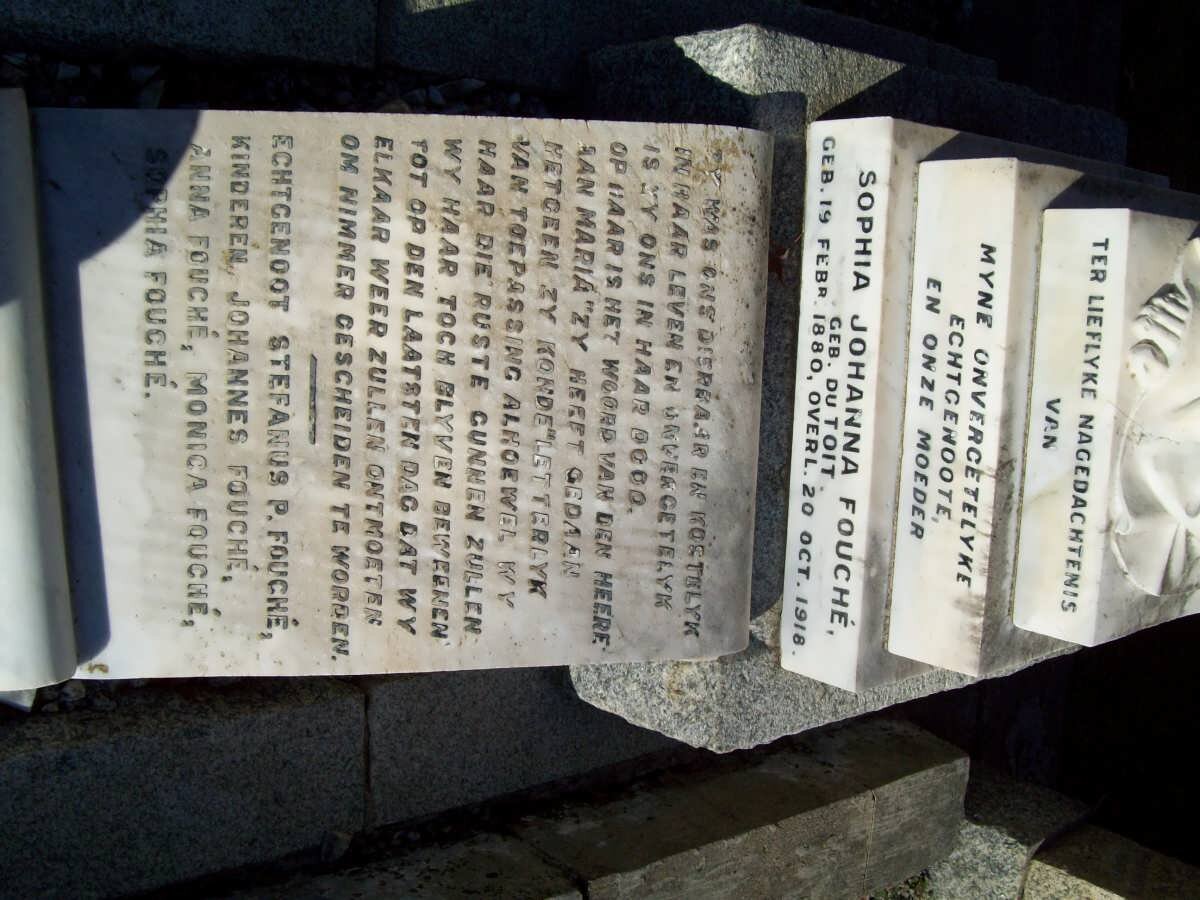 TER LIEFLYKE NAGEDACHTENIS
VAN
MYNE ONVERGETELYKE
ECHTGENOOTE,
EN ONZE MOEDER
SOPHIA JOHANNA FOUCHÉ,
GEB. DU TOIT.
GEB. 19 FEBR. 1880, OVERL. 20 OCT. 1918.
ZY WAS ONS DIERBAAR EN KOSTELYK
IN HAAR LEVEN EN ONVERGETELYK
IS ZY ONS IN HAAR DOOD.
OP HAAR IS HET WOORD VAN DEN HEERE
AAN MARIA "ZY HEEFT GEDAAN
HETGEEN ZY KONDE" LETTERLYK
VAN TOEPASSING ALHOEWEL WY
HAAR DIE RUSTE GUNNEN ZULLEN
WY HAAR TOCH BLYVEN BEWEENEN
TOT OP DEN LAATSTEN DAG DAT WY
ELKAAR WEER ZULLEN ONTMOETEN
OM NIMMER GESCHEIDEN TE WORDEN.
ECHTGENOOT STEFANUS P. FOUCHÉ,
KINDEREN, JOHANNES FOUCHÉ,
ANNA FOUCHÉ, MONICA FOUCHÉ,
SOPHIA FOUCHÉ.